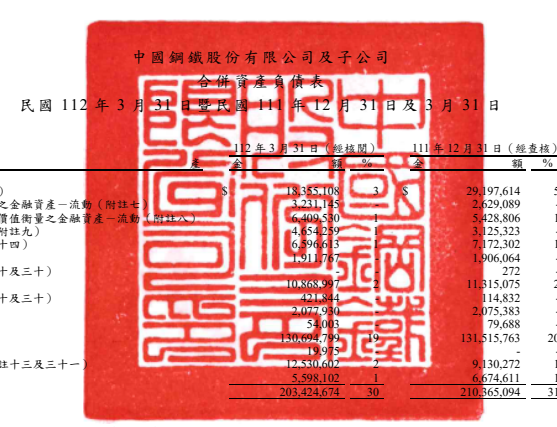 中國鋼鐵股份有限公司及子公司
合併資產負債表
民國 112 年 3 月 31 日暨民國 111 年 12 月 31 日及 3 月 31 日
112 年 3 月 31 日（經核閱） 111 年 12 月 31 日（經查核）
產 金 額 % 金 額 %
） $ 18,355,108 3 $ 29,197,614 5
之金融資產－流動（附註七） 3,231,145 - 2,629,089 -
價值衡量之金融資產－流動（附註八） 6,409,530 1 5,428,806 1
附註九） 4,654,259 1 3,125,323 -
十四） 6,596,613 1 7,172,302 1
1,911,767 - 1,906,064 -
十及三十） - - 272 -
10,868,997 2 11,315,075 2
十及三十） 421,844 - 114,832 -
2,077,930 - 2,075,383 -
54,003 - 79,688 -
130,694,799 19 131,515,763 20
19,975 - - -
註十三及三十一） 12,530,602 2 9,130,272 1
5,598,102 1 6,674,611 1
203,424,674 30 210,365,094 31
中國鋼鐵股份有限公司